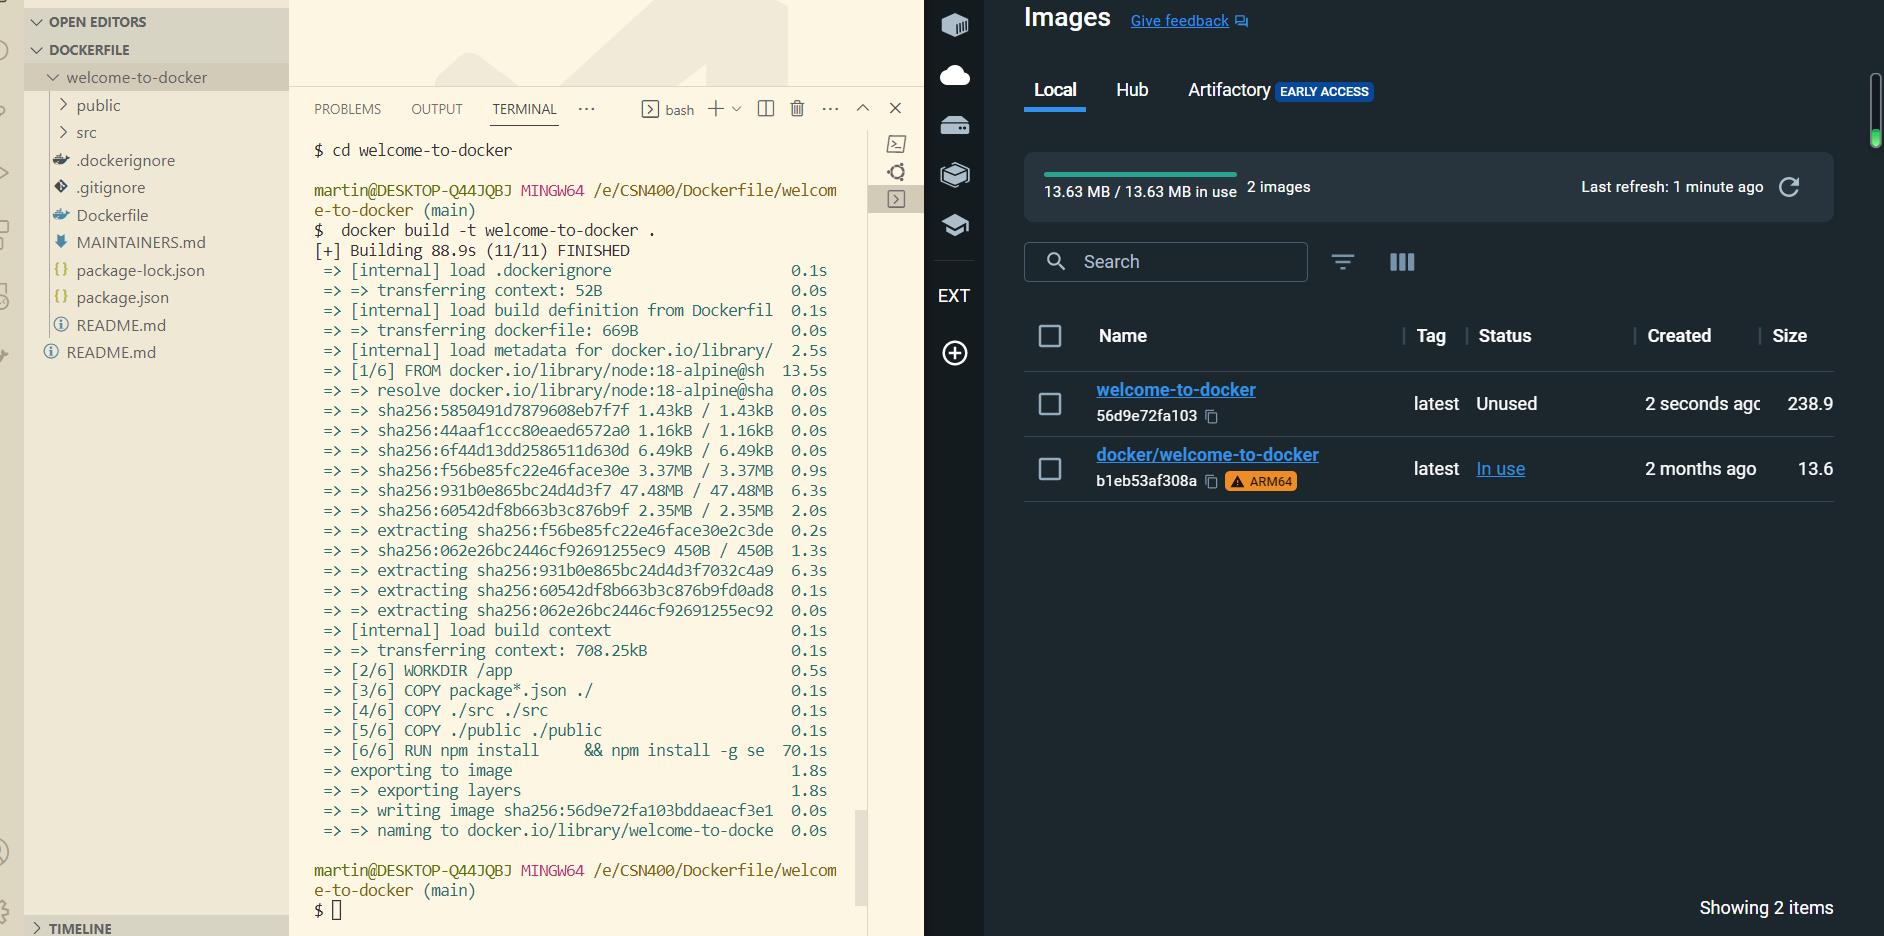 OPEN EDITORS
DOCKERFILE
welcome-to-docker
public
src
.dockerignore
.gitignore
Dockerfile
MAINTAINERS.md
package-lock.json
package.json
README.md
README.md
TIMELINE
PROBLEMS OUTPUT TERMINAL ··· bash
$ cd welcome-to-docker
martin@DESKTOP-Q44JQBJ MINGW64 /e/CSN400/Dockerfile/welcom
e-to-docker (main)
$ docker build -t welcome-to-docker .
[+] Building 88.9s (11/11) FINISHED
=> [internal] load .dockerignore 0.1s
=> => transferring context: 52B 0.0s
=> [internal] load build definition from Dockerfil 0.1s
=> => transferring dockerfile: 669B 0.0s
=> [internal] load metadata for docker.io/library/ 2.5s
=> [1/6] FROM docker.io/library/node:18-alpine@sh 13.5s
=> => resolve docker.io/library/node:18-alpine@sha 0.0s
=> => sha256:5850491d7879608eb7f7f 1.43kB / 1.43kB 0.0s
=> => sha256:44aaf1ccc80eaed6572a0 1.16kB / 1.16kB 0.0s
=> => sha256:6f44d13dd2586511d630d 6.49kB / 6.49kB 0.0s
=> => sha256:f56be85fc22e46face30e 3.37MB / 3.37MB 0.9s
=> => sha256:931b0e865bc24d4d3f7 47.48MB / 47.48MB 6.3s
=> => sha256:60542df8b663b3c876b9f 2.35MB / 2.35MB 2.0s
=> => extracting sha256:f56be85fc22e46face30e2c3de 0.2s
=> => sha256:062e26bc2446cf92691255ec9 450B / 450B 1.3s
=> => extracting sha256:931b0e865bc24d4d3f7032c4a9 6.3s
=> => extracting sha256:60542df8b663b3c876b9fd0ad8 0.1s
=> => extracting sha256:062e26bc2446cf92691255ec92 0.0s
=> [internal] load build context 0.1s
=> => transferring context: 708.25kB 0.1s
=> [2/6] WORKDIR /app 0.5s
=> [3/6] COPY package*.json ./ 0.1s
=> [4/6] COPY ./src ./src 0.1s
=> [5/6] COPY ./public ./public 0.1s
=> [6/6] RUN npm install && npm install -g se 70.1s
=> exporting to image 1.8s
=> => exporting layers 1.8s
=> => writing image sha256:56d9e72fa103bddaeacf3e1 0.0s
=> => naming to docker.io/library/welcome-to-docke 0.0s
martin@DESKTOP-Q44JQBJ MINGW64 /e/CSN400/Dockerfile/welcom
e-to-docker (main)
$
EXT
Images Give feedback
Local Hub Artifactory EARLY ACCESS
13.63 MB / 13.63 MB in use 2 images Last refresh: 1 minute ago
Search
Name Tag Status Created Size
welcome-to-docker
56d9e72fa103 latest Unused 2 seconds agc 238.9
docker/welcome-to-docker
b1eb53af308a ARM64 latest In use 2 months ago 13.6
Showing 2 items